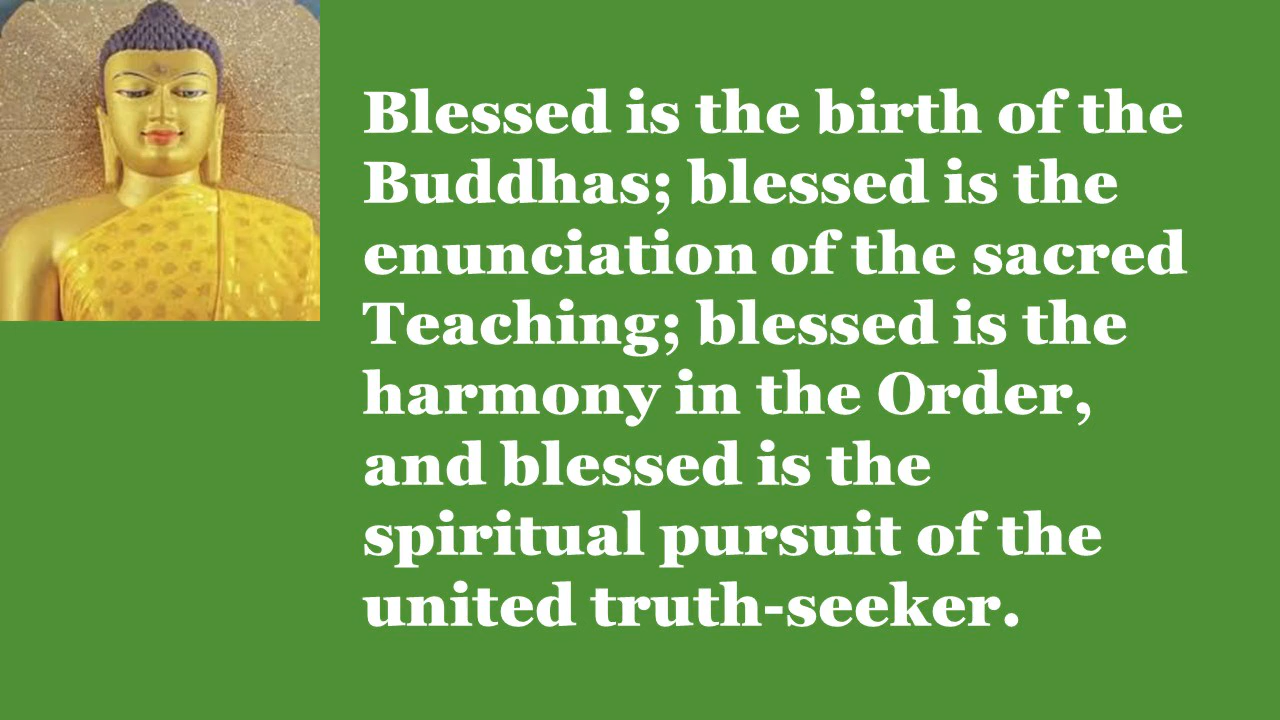 Blessed is the birth of the
Buddhas; blessed is the
enunciation of the sacred
Teaching; blessed is the
harmony in the Order,
and blessed is the
spiritual pursuit of the
united truth-seeker.